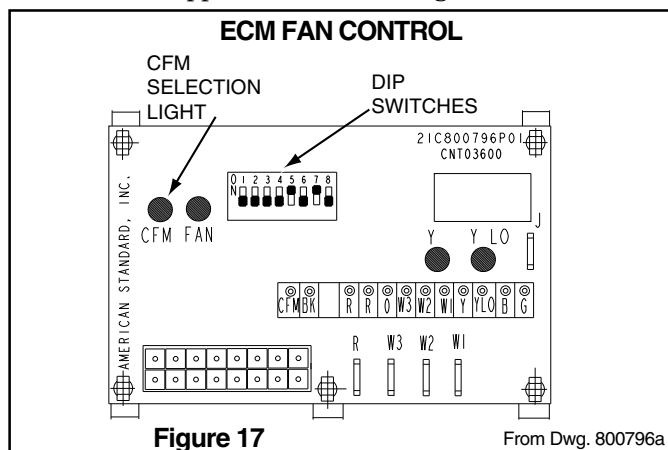 ECM FAN CONTROL
CFM
SELECTION
LIGHT
DIP
SWITCHES
21C800796P01
CNT03600
AMERICAN STANDARD, INC.
O
N
1 2 3 4 5 6 7 8
CFM FAN
Y Y LO
J
CFM BK R R O W3 W2 W1 Y YLO B G
R W3 W2 W1
Figure 17
From Dwg. 800796a